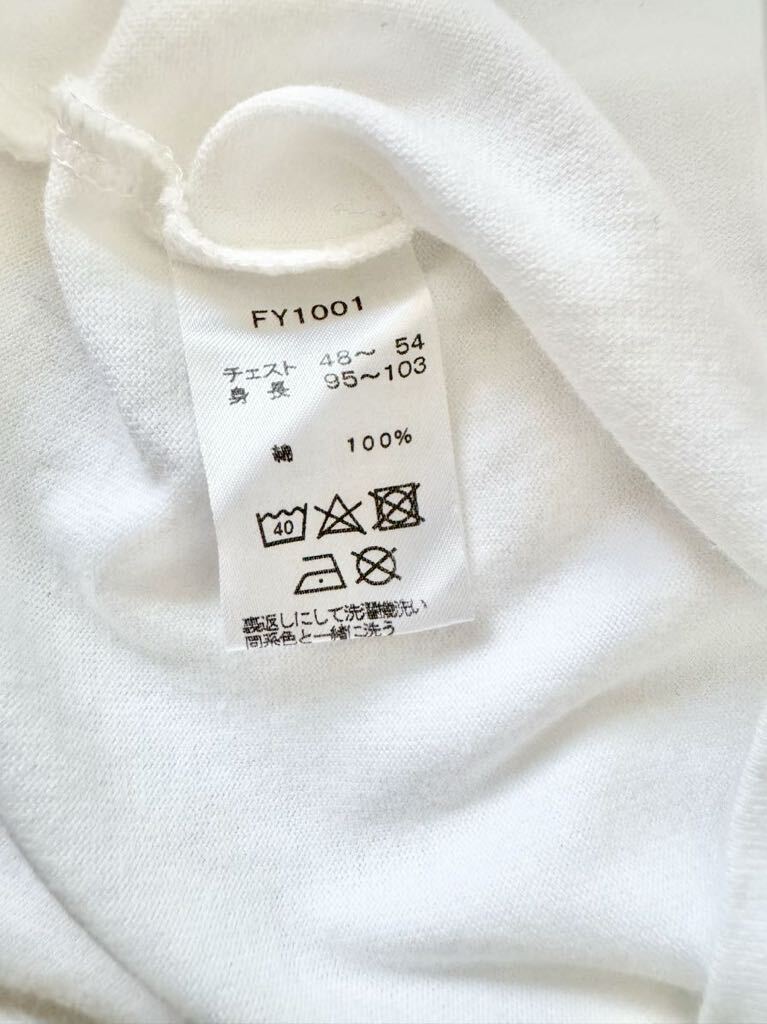 FY1001
チェスト 48〜 54
身 長 95〜103
綿 100%
40
裏返しにして洗濯機洗い
同系色と一緒に洗う